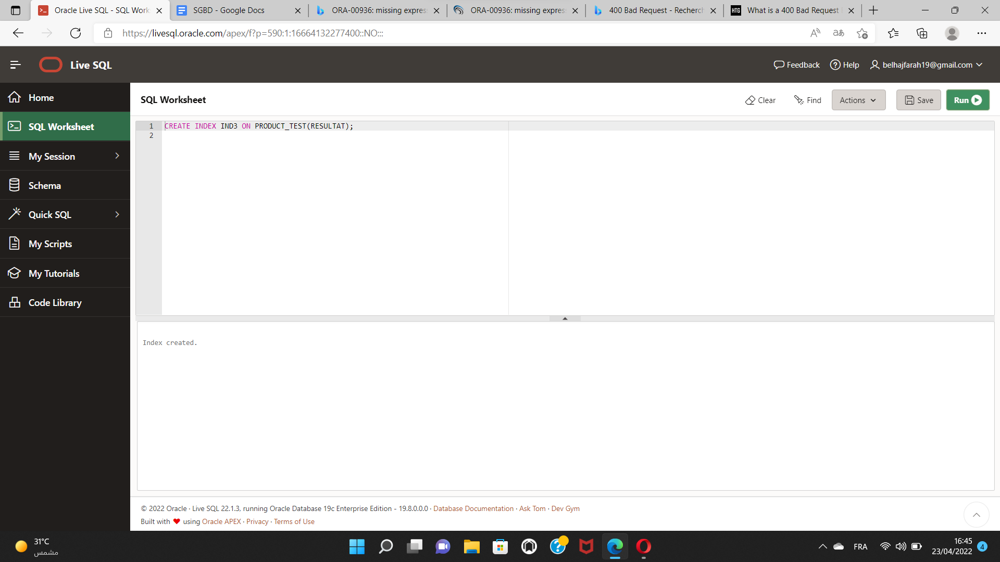 Oracle Live SQL - SQL Work
SGBD - Google Docs
ORA-00936: missing expres
ORA-00936: missing expres
400 Bad Request - Recherch
HTG
What is a 400 Bad Request
https://livesql.oracle.com/apex/f?p=590:1:16664132277400::NO:::
Live SQL
Feedback
Help
belhajfarah19@gmail.com
Home
SQL Worksheet
My Session
Schema
Quick SQL
My Scripts
My Tutorials
Code Library
SQL Worksheet
Clear
Find
Actions
Save
Run
1 CREATE INDEX IND3 ON PRODUCT_TEST(RESULTAT);
2
Index created.
© 2022 Oracle · Live SQL 22.1.3, running Oracle Database 19c Enterprise Edition - 19.8.0.0.0 · Database Documentation · Ask Tom · Dev Gym
Built with ❤ using Oracle APEX · Privacy · Terms of Use
31°C
مشمس
FRA
16:45
23/04/2022
4